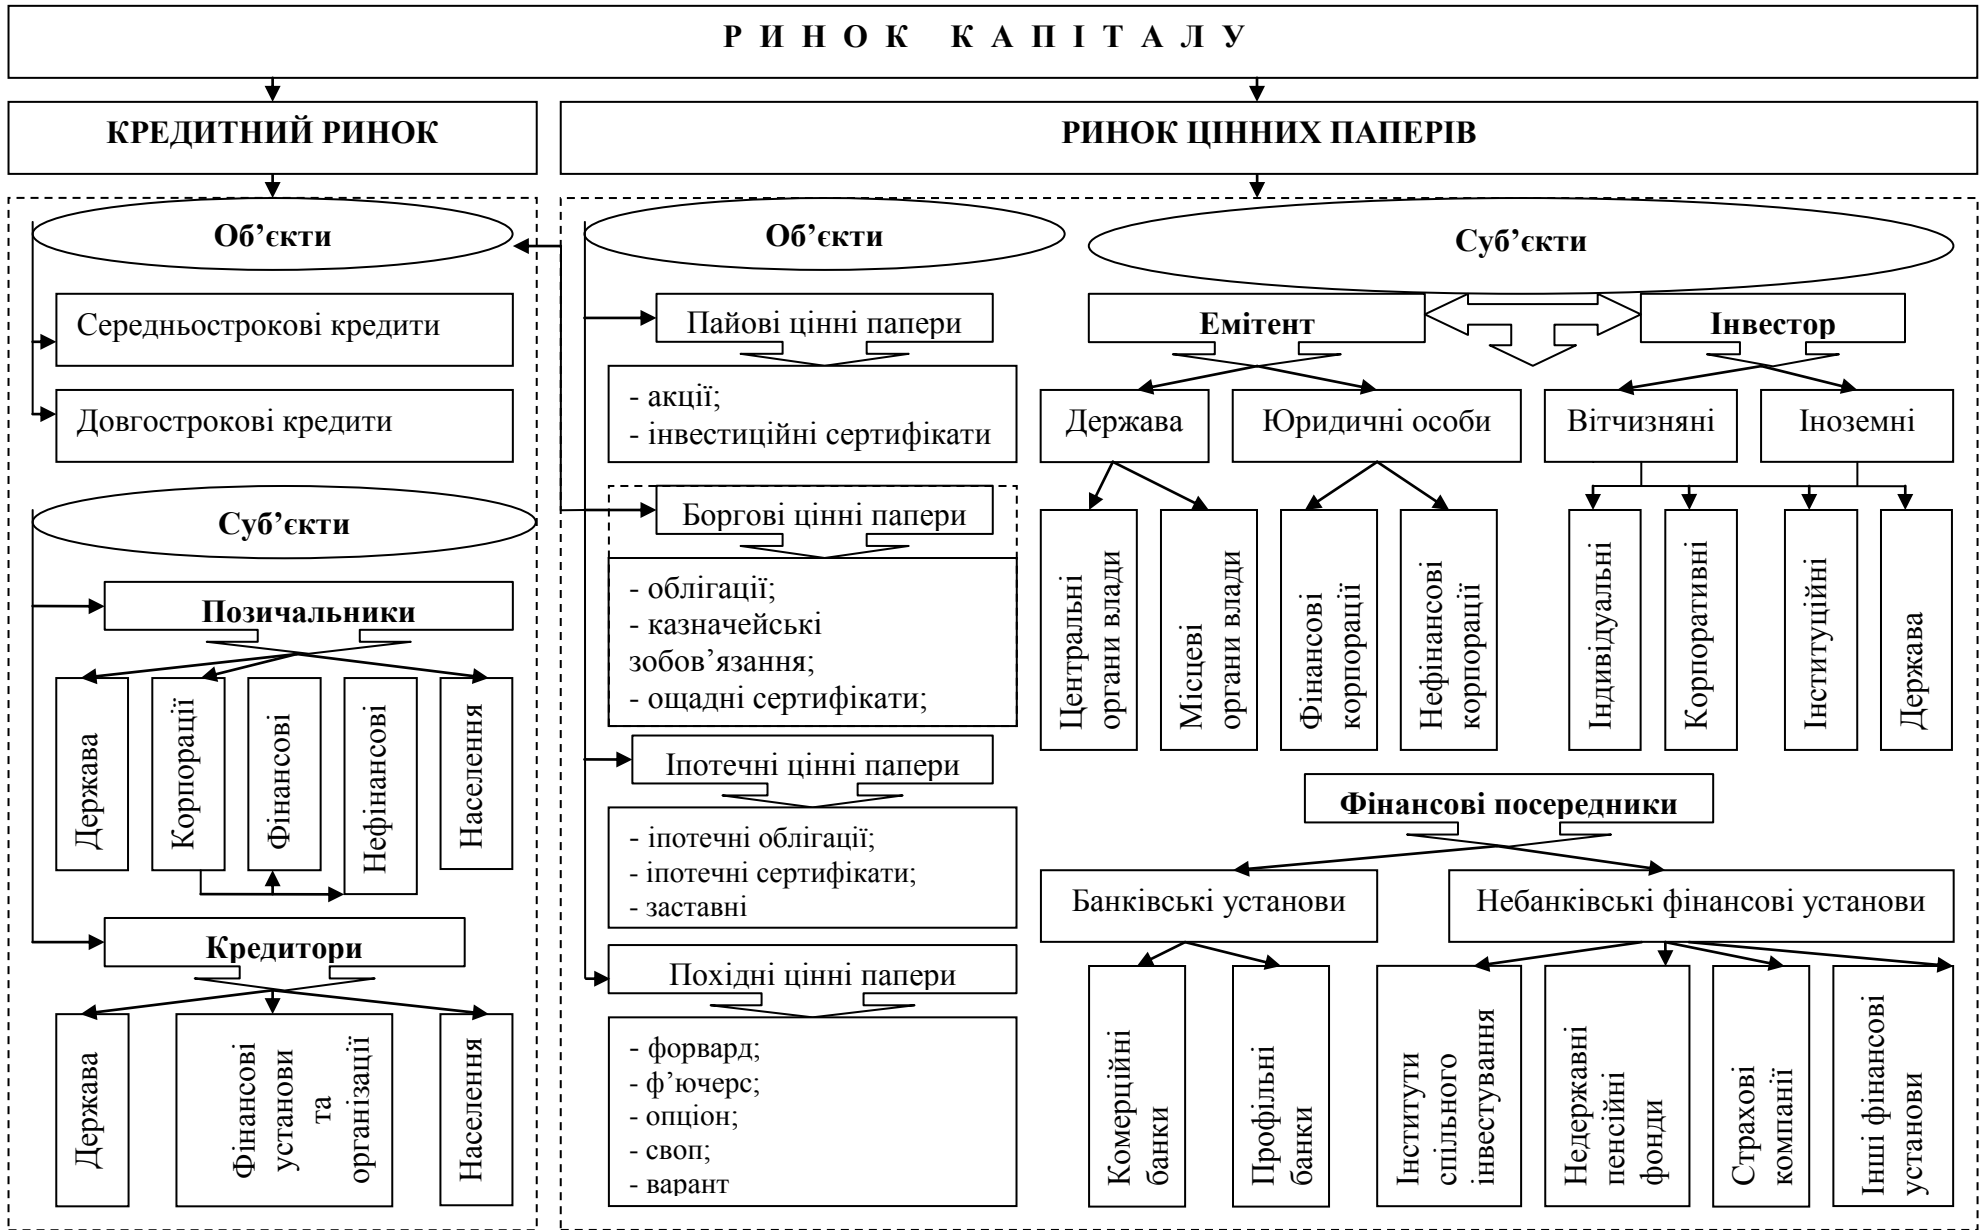 Р И Н О К К А П І Т А Л У
КРЕДИТНИЙ РИНОК
Об’єкти
Середньострокові кредити
Довгострокові кредити
Суб’єкти
Позичальники
Держава
Корпорації
Фінансові
Нефінансові
Населення
Кредитори
Держава
Фінансові
установи
та
організації
Населення
РИНОК ЦІННИХ ПАПЕРІВ
Об’єкти
Пайові цінні папери
- акції;
- інвестиційні сертифікати
Боргові цінні папери
- облігації;
- казначейські
зобов’язання;
- ощадні сертифікати;
Іпотечні цінні папери
- іпотечні облігації;
- іпотечні сертифікати;
- заставні
Похідні цінні папери
- форвард;
- ф’ючерс;
- опціон;
- своп;
- варант
Суб’єкти
Емітент
Держава
Юридичні особи
Центральні
органи влади
Місцеві
органи влади
Фінансові
корпорації
Нефінансові
корпорації
Інвестор
Вітчизняні
Іноземні
Індивідуальні
Корпоративні
Інституційні
Держава
Фінансові посередники
Банківські установи
Комерційні
банки
Профільні
банки
Небанківські фінансові установи
Інститути
спільного
інвестування
Недержавні
пенсійні
фонди
Страхові
компанії
Інші фінансові
установи